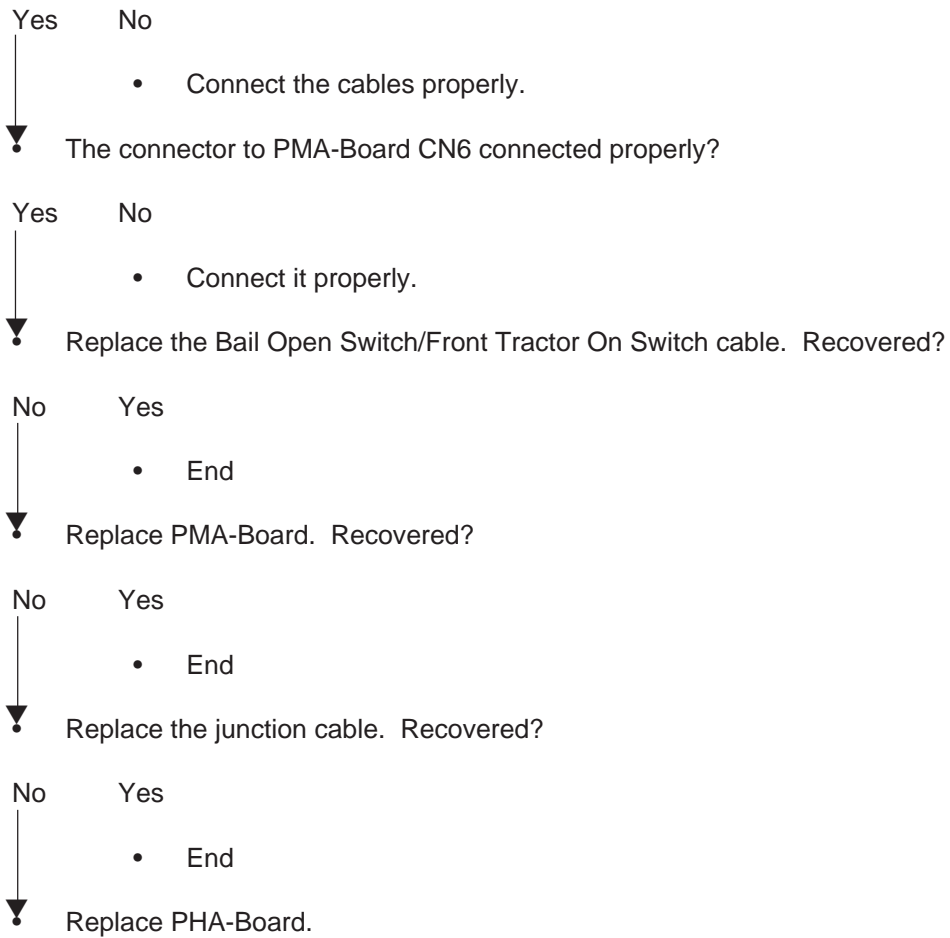 Yes No
• Connect the cables properly.
• The connector to PMA-Board CN6 connected properly?
Yes No
• Connect it properly.
• Replace the Bail Open Switch/Front Tractor On Switch cable. Recovered?
No Yes
• End
• Replace PMA-Board. Recovered?
No Yes
• End
• Replace the junction cable. Recovered?
No Yes
• End
• Replace PHA-Board.